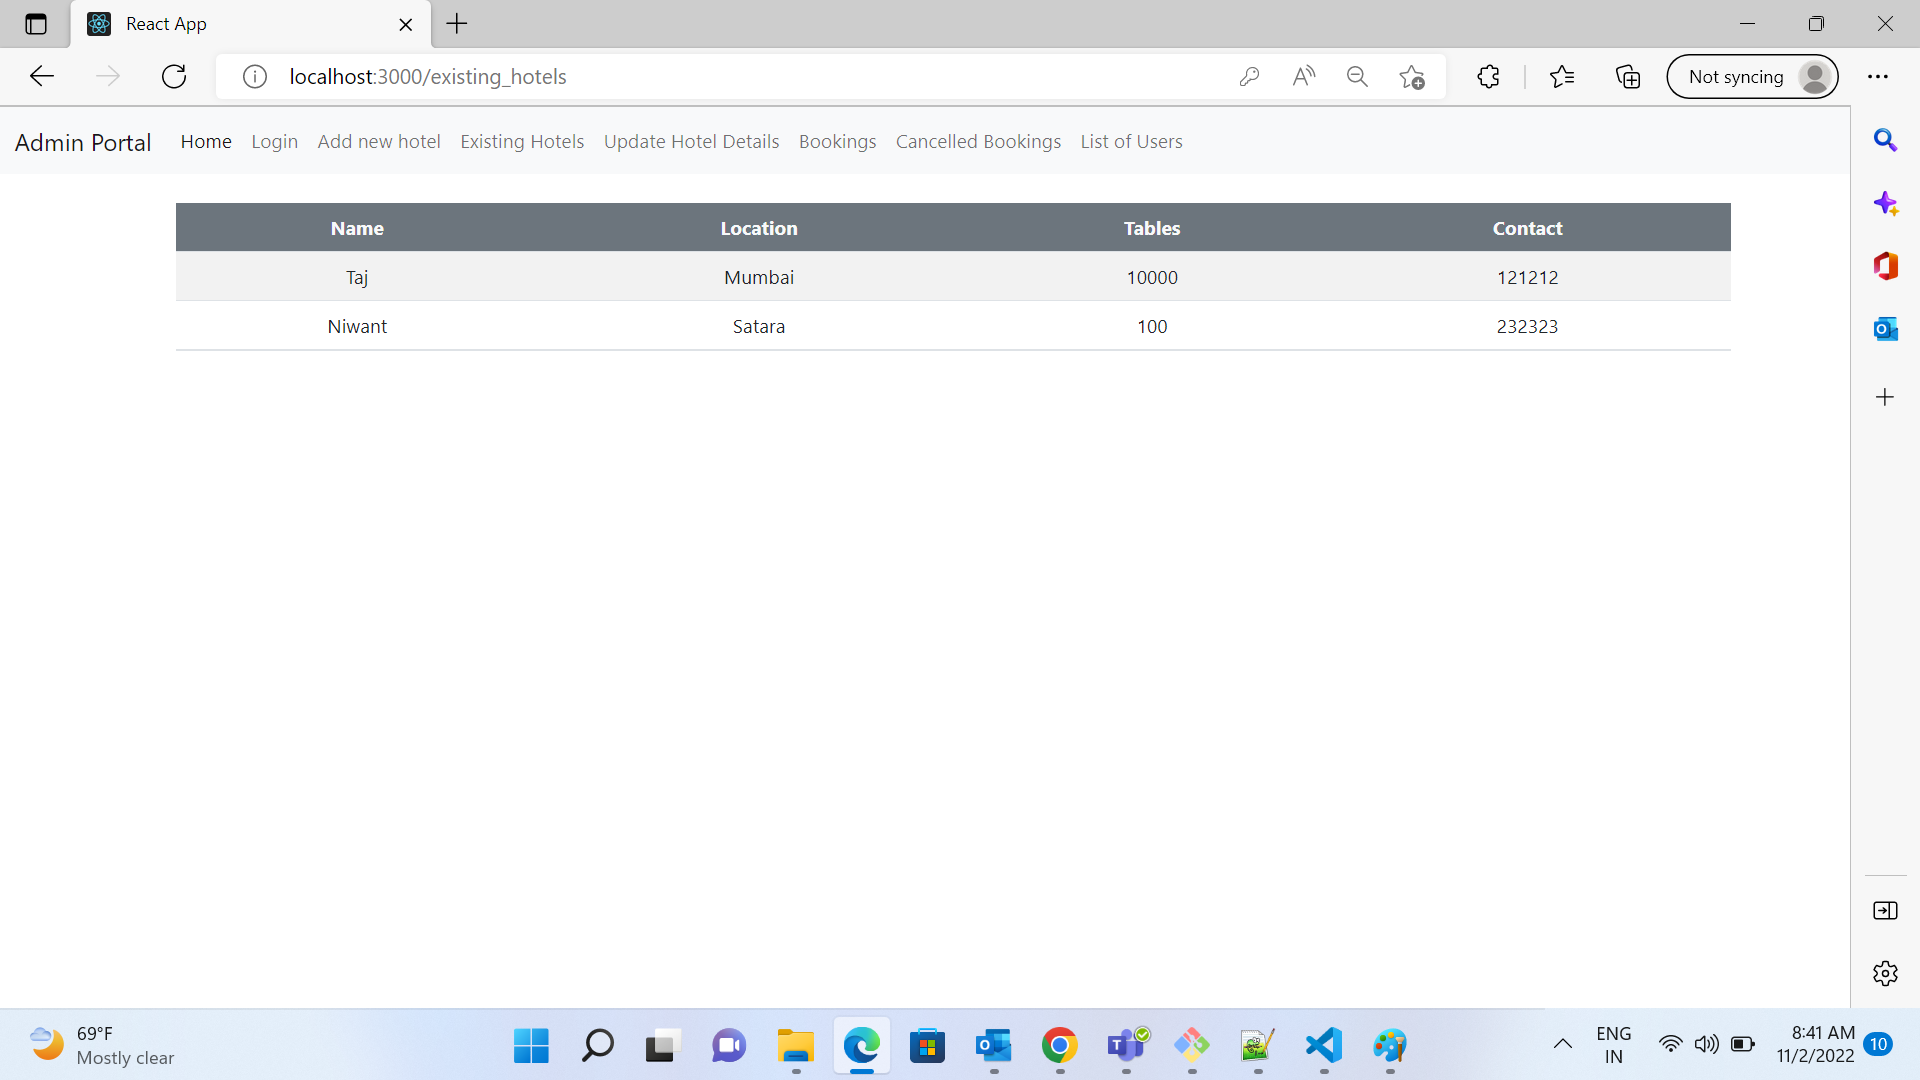 React App
localhost:3000/existing_hotels
Not syncing
Admin Portal Home Login Add new hotel Existing Hotels Update Hotel Details Bookings Cancelled Bookings List of Users
Name Location Tables Contact
Taj Mumbai 10000 121212
Niwant Satara 100 232323
69°F
Mostly clear
ENG
IN
8:41 AM
11/2/2022
10